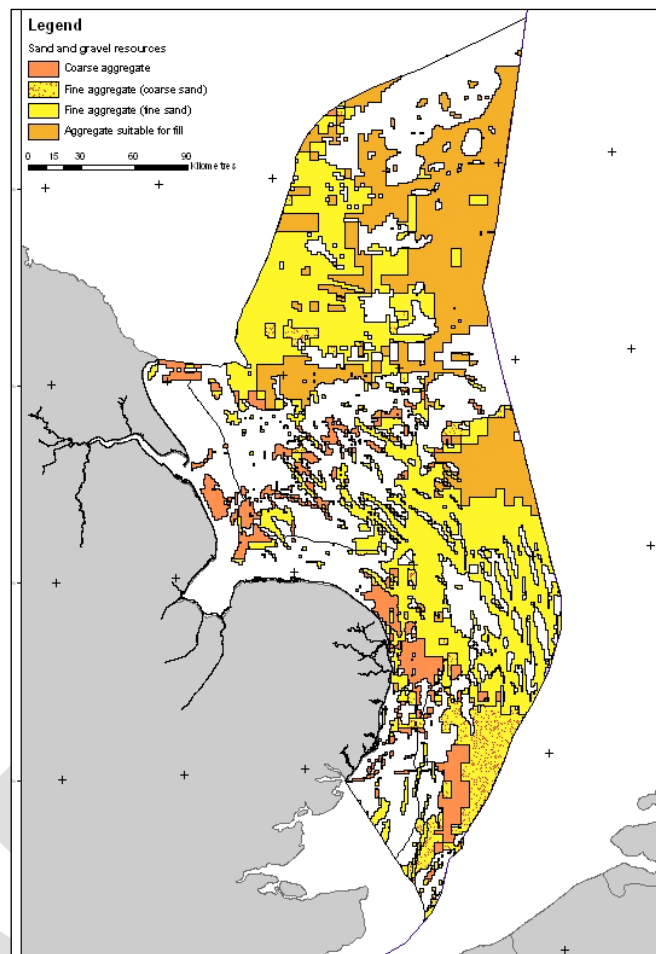 Legend
Sand and gravel resources
Coarse aggregate
Fine aggregate (coarse sand)
Fine aggregate (fine sand)
Aggregate suitable for fill
0 15 30 60 90
Kilometres